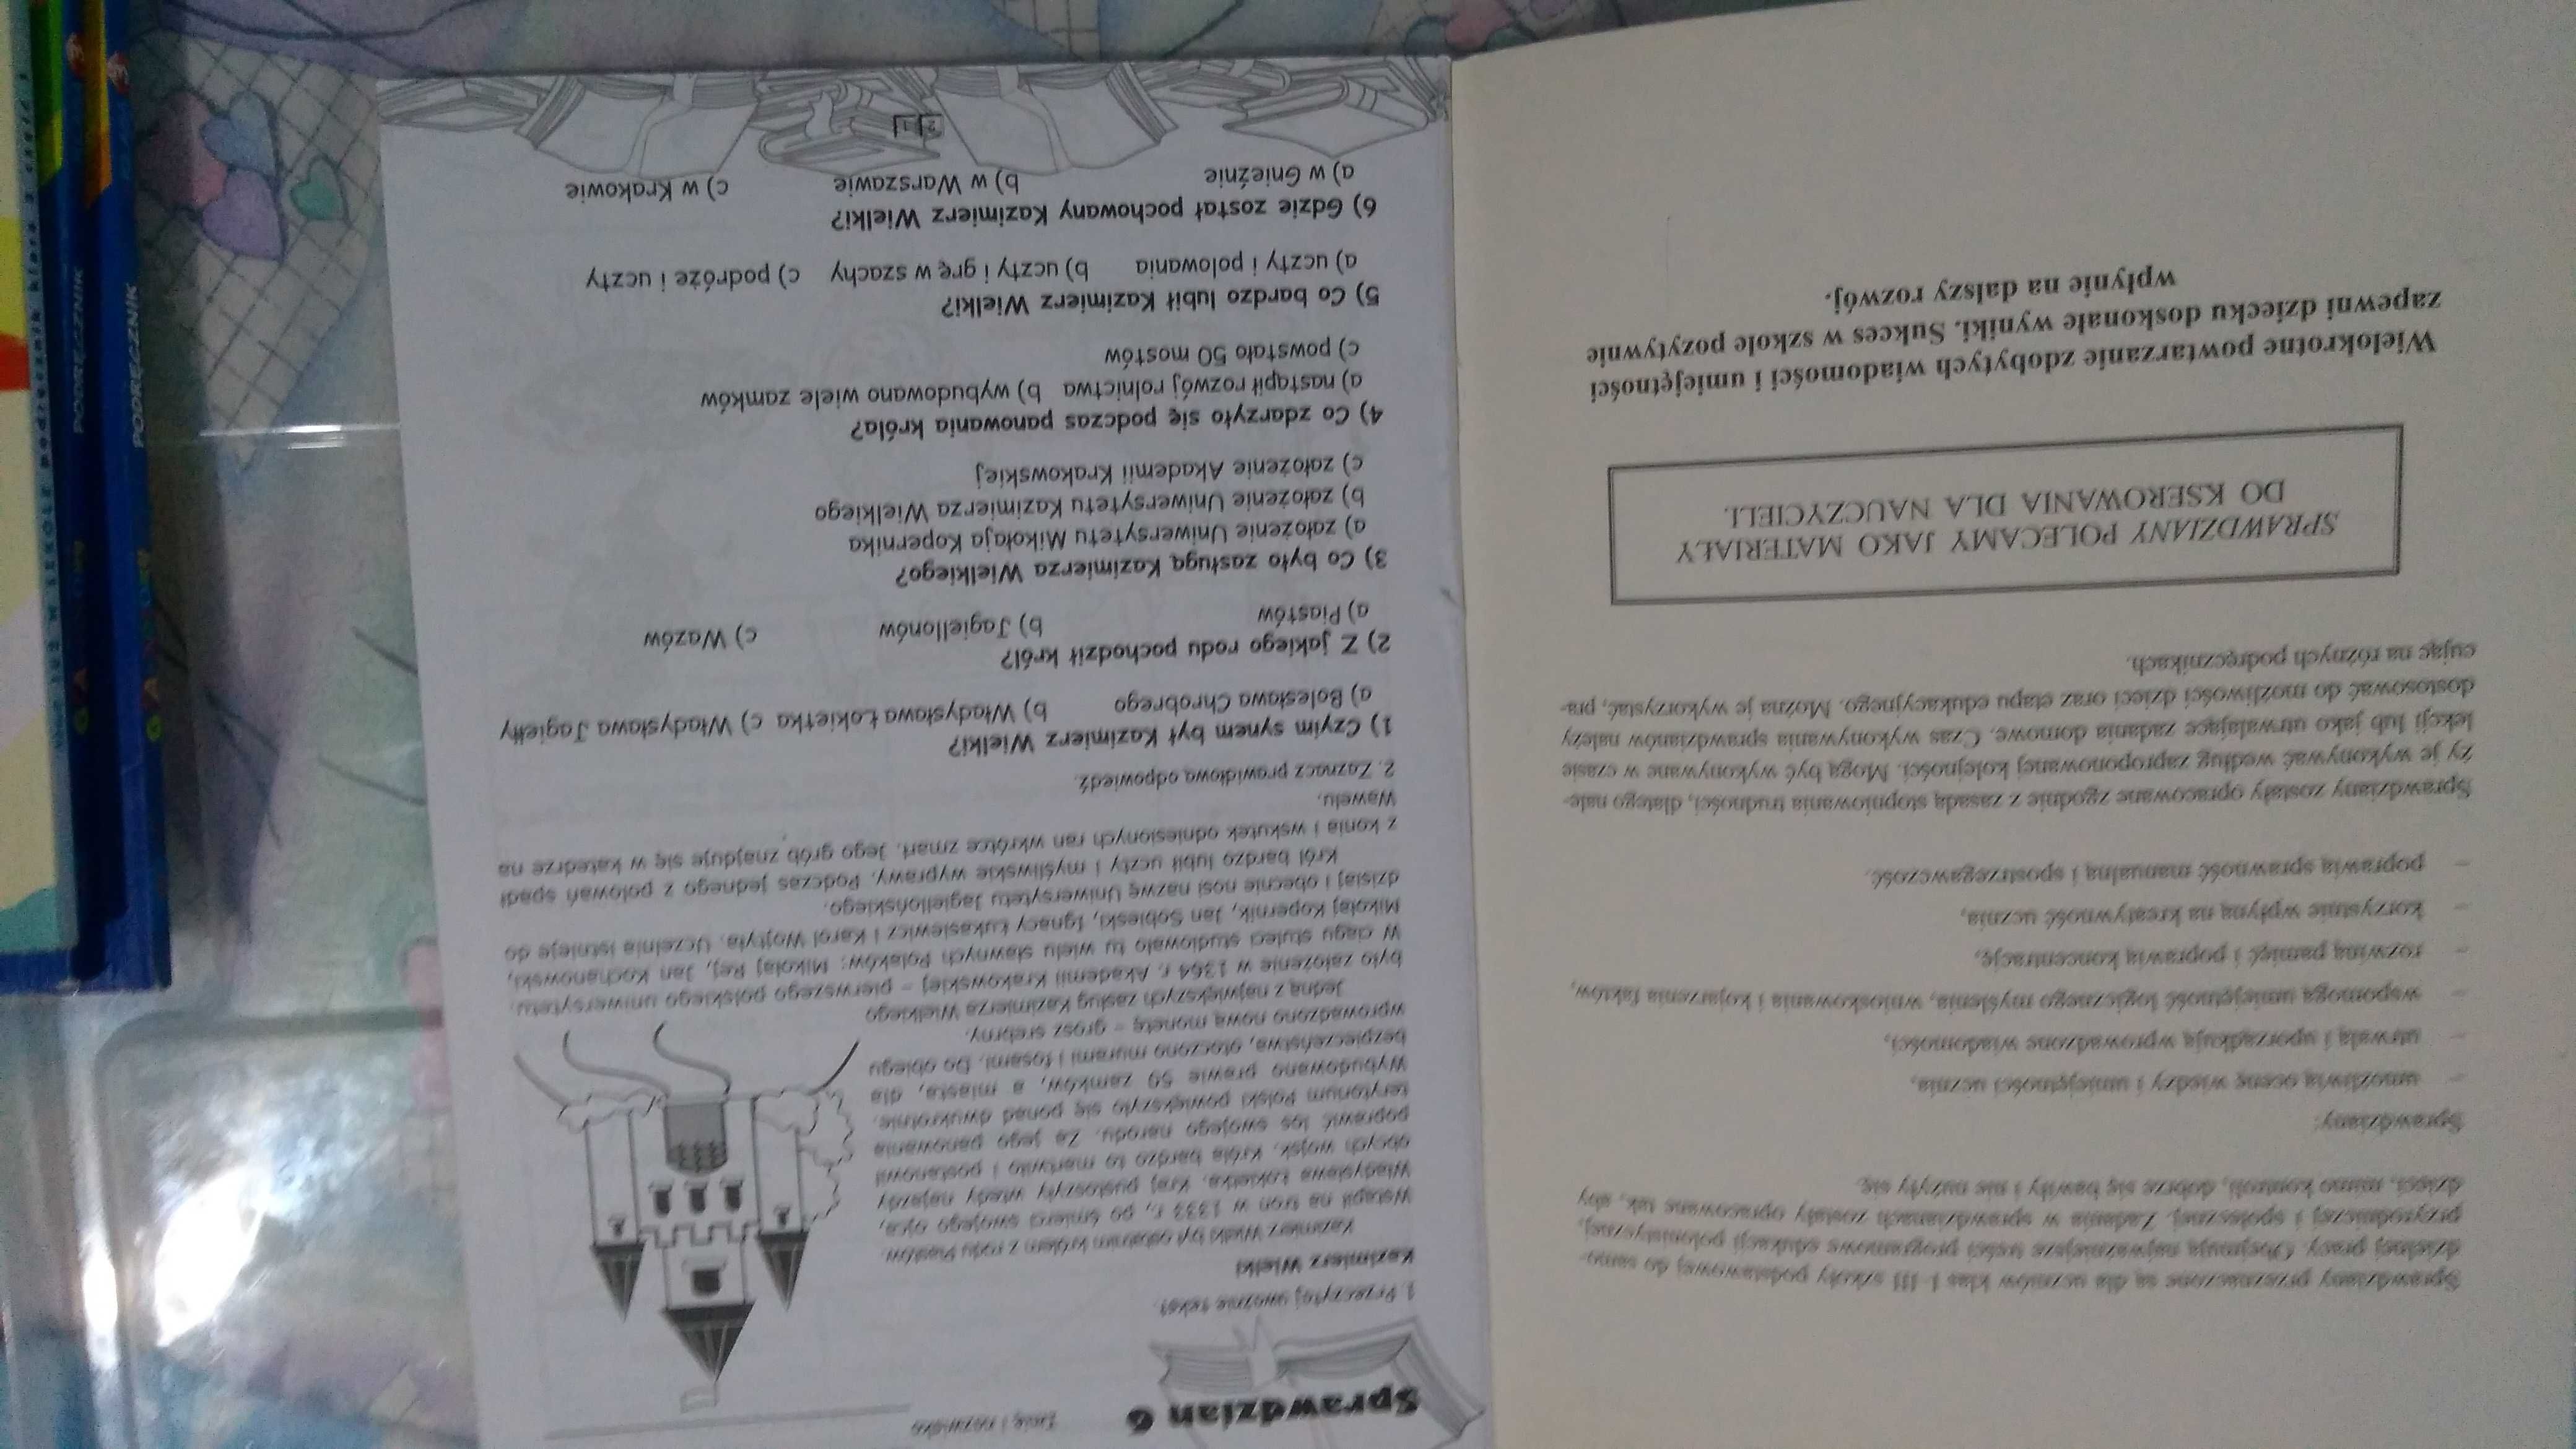 Sprawdziany przeznaczone są dla uczniów klas I-III szkoły podstawowej do samo-
dzielnej pracy. Obejmują najważniejsze treści programowe edukacji polonistycznej,
przyrodniczej i społecznej. Zadania w sprawdzianach zostały opracowane tak, aby
dzieci, mimo kontroli, dobrze się bawiły i nie nużyły się.
Sprawdziany:
– umożliwią ocenę wiedzy i umiejętności ucznia,
– utrwalą i uporządkują wprowadzone wiadomości,
– wspomogą umiejętność logicznego myślenia, wnioskowania i kojarzenia faktów,
– rozwiną pamięć i poprawią koncentrację,
– korzystnie wpłyną na kreatywność ucznia,
– poprawią sprawność manualną i spostrzegawczość.
Sprawdziany zostały opracowane zgodnie z zasadą stopniowania trudności, dlatego nale-
ży je wykonywać według zaproponowanej kolejności. Mogą być wykonywane w czasie
lekcji lub jako utrwalające zadania domowe. Czas wykonywania sprawdzianów należy
dostosować do możliwości dzieci oraz etapu edukacyjnego. Można je wykorzystać, pra-
cując na różnych podręcznikach.
SPRAWDZIANY POLECAMY JAKO MATERIAŁY
DO KSEROWANIA DLA NAUCZYCIELI.
Wielokrotne powtarzanie zdobytych wiadomości i umiejętności
zapewni dziecku doskonałe wyniki. Sukces w szkole pozytywnie
wpłynie na dalszy rozwój.
Sprawdzian 6
Imię i nazwisko
1. Przeczytaj uważnie tekst.
Kazimierz Wielki
Kazimierz Wielki był ostatnim królem z rodu Piastów.
Wstąpił na tron w 1333 r., po śmierci swojego ojca,
Władysława Łokietka. Kraj pustoszyły wtedy najazdy
obcych wojsk. Króla bardzo to martwiło i postanowił
poprawić los swojego narodu. Za jego panowania
terytorium Polski powiększyło się ponad dwukrotnie.
Wybudowano prawie 50 zamków, a miasta, dla
bezpieczeństwa, otoczono murami i fosami. Do obiegu
wprowadzono nową monetę – grosz srebrny.
Jedną z największych zasług Kazimierza Wielkiego
było założenie w 1364 r. Akademii Krakowskiej – pierwszego polskiego uniwersytetu.
W ciągu stuleci studiowało tu wielu sławnych Polaków: Mikołaj Rej, Jan Kochanowski,
Mikołaj Kopernik, Jan Sobieski, Ignacy Łukasiewicz i Karol Wojtyła. Uczelnia istnieje do
dzisiaj i obecnie nosi nazwę Uniwersytetu Jagiellońskiego.
Król bardzo lubił uczty i myśliwskie wyprawy. Podczas jednego z polowań spadł
z konia i wskutek odniesionych ran wkrótce zmarł. Jego grób znajduje się w katedrze na
Wawelu.
2. Zaznacz prawidłową odpowiedź.
1) Czyim synem był Kazimierz Wielki?
a) Bolesława Chrobrego b) Władysława Łokietka c) Władysława Jagiełły
2) Z jakiego rodu pochodził król?
a) Piastów b) Jagiellonów c) Wazów
3) Co było zasługą Kazimierza Wielkiego?
a) założenie Uniwersytetu Mikołaja Kopernika
b) założenie Uniwersytetu Kazimierza Wielkiego
c) założenie Akademii Krakowskiej
4) Co zdarzyło się podczas panowania króla?
a) nastąpił rozwój rolnictwa b) wybudowano wiele zamków
c) powstało 50 mostów
5) Co bardzo lubił Kazimierz Wielki?
a) uczty i polowania b) uczty i grę w szachy c) podróże i uczty
6) Gdzie został pochowany Kazimierz Wielki?
a) w Gnieźnie b) w Warszawie c) w Krakowie
PODRĘCZNIK
PODRĘCZNIK